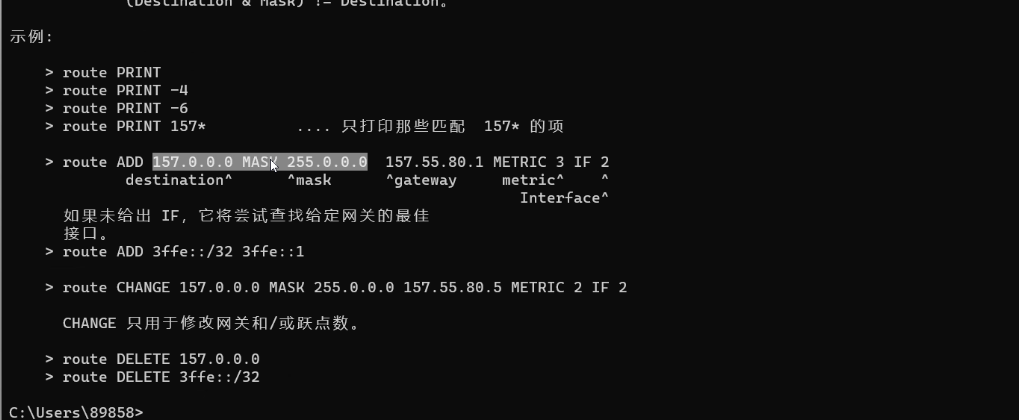 (Destination & Mask) != Destination。
示例:
> route PRINT
> route PRINT -4
> route PRINT -6
> route PRINT 157* .... 只打印那些匹配 157* 的项
> route ADD 157.0.0.0 MASK 255.0.0.0 157.55.80.1 METRIC 3 IF 2
destination^ ^mask ^gateway metric^ ^
Interface^
如果未给出 IF，它将尝试查找给定网关的最佳
接口。
> route ADD 3ffe::/32 3ffe::1
> route CHANGE 157.0.0.0 MASK 255.0.0.0 157.55.80.5 METRIC 2 IF 2
CHANGE 只用于修改网关和/或跃点数。
> route DELETE 157.0.0.0
> route DELETE 3ffe::/32
C:\Users\89858>